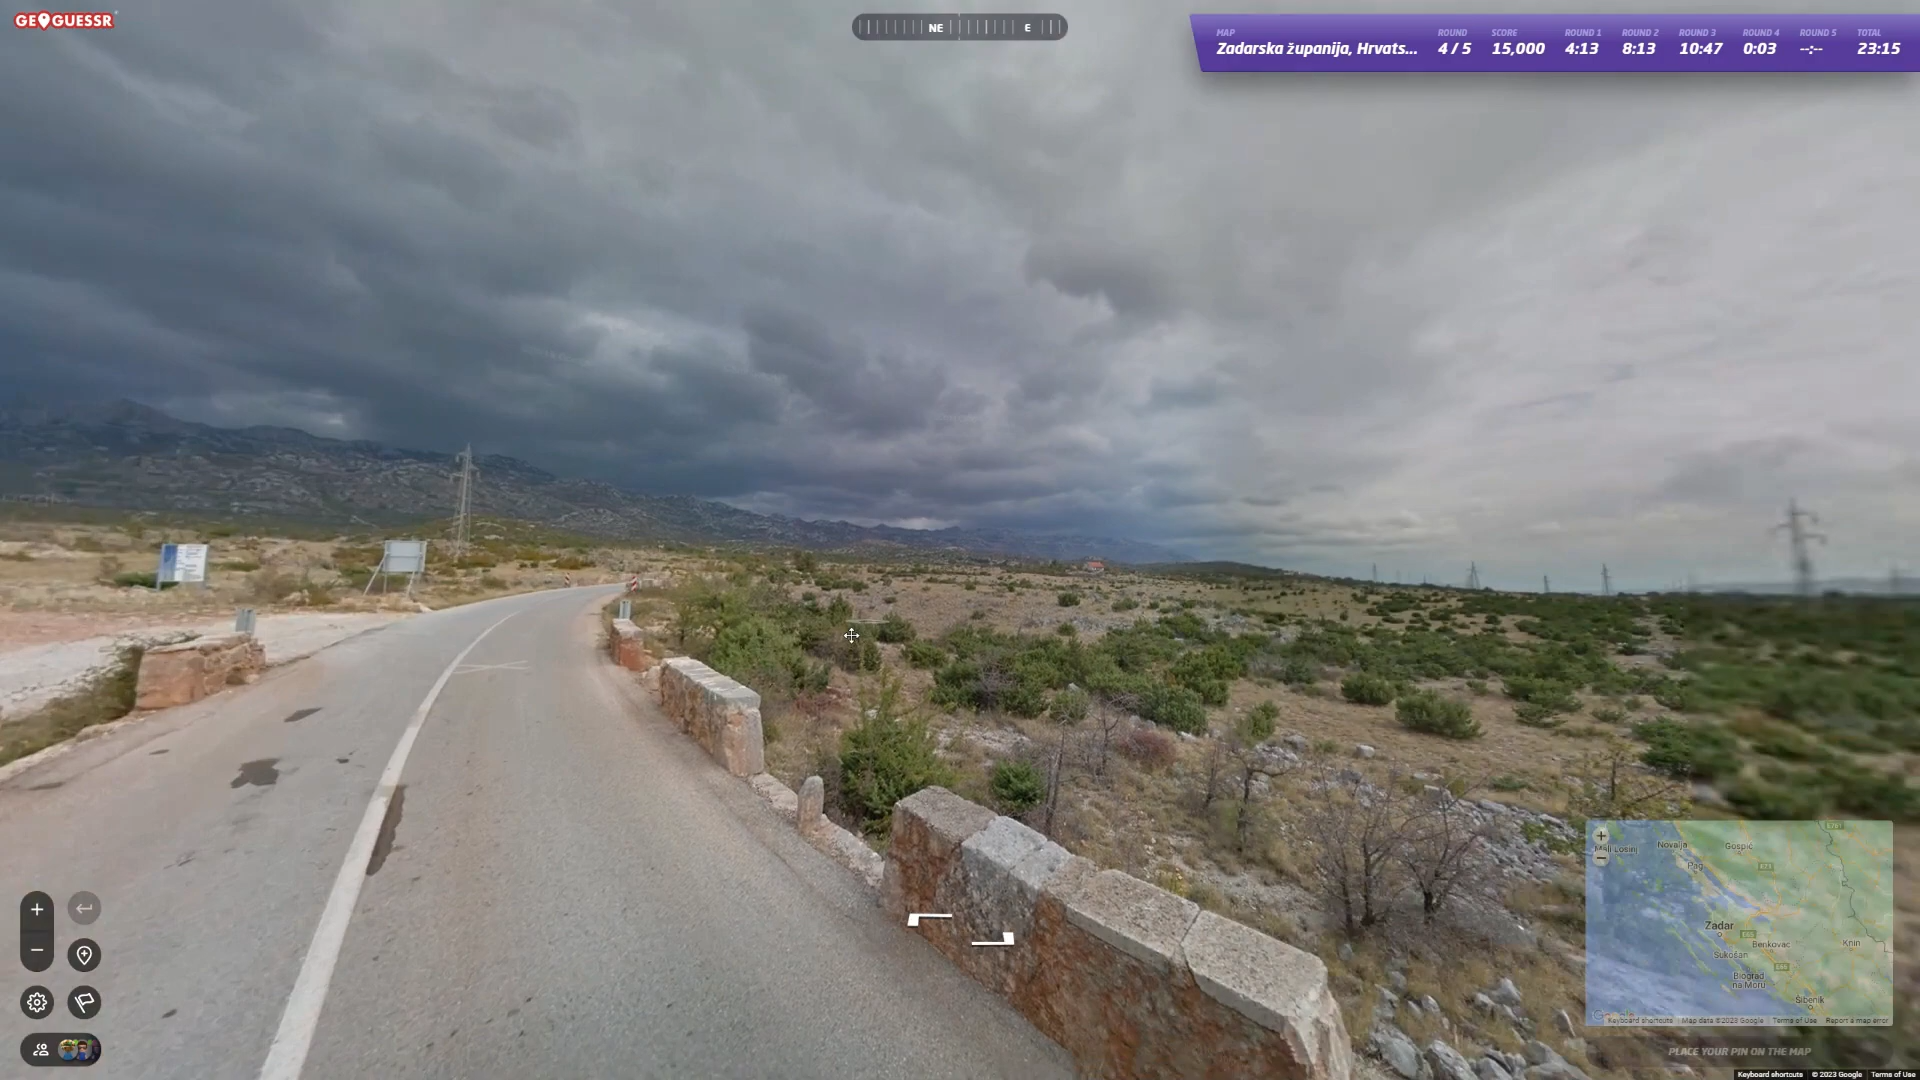 GEOGUESSR
NE E
MAP ROUND SCORE ROUND 1 ROUND 2 ROUND 3 ROUND 4 ROUND 5 TOTAL
Zadarska županija, Hrvats... 4 / 5 15,000 4:13 8:13 10:47 0:03 --:-- 23:15
Mali Lošinj
Novalja
Gospić
Pag
Zadar
Benkovac
Sukošan
Knin
Biograd
na Moru
Šibenik
Keyboard shortcuts Map data ©2023 Google Terms of Use Report a map error
PLACE YOUR PIN ON THE MAP
Keyboard shortcuts © 2023 Google Terms of Use